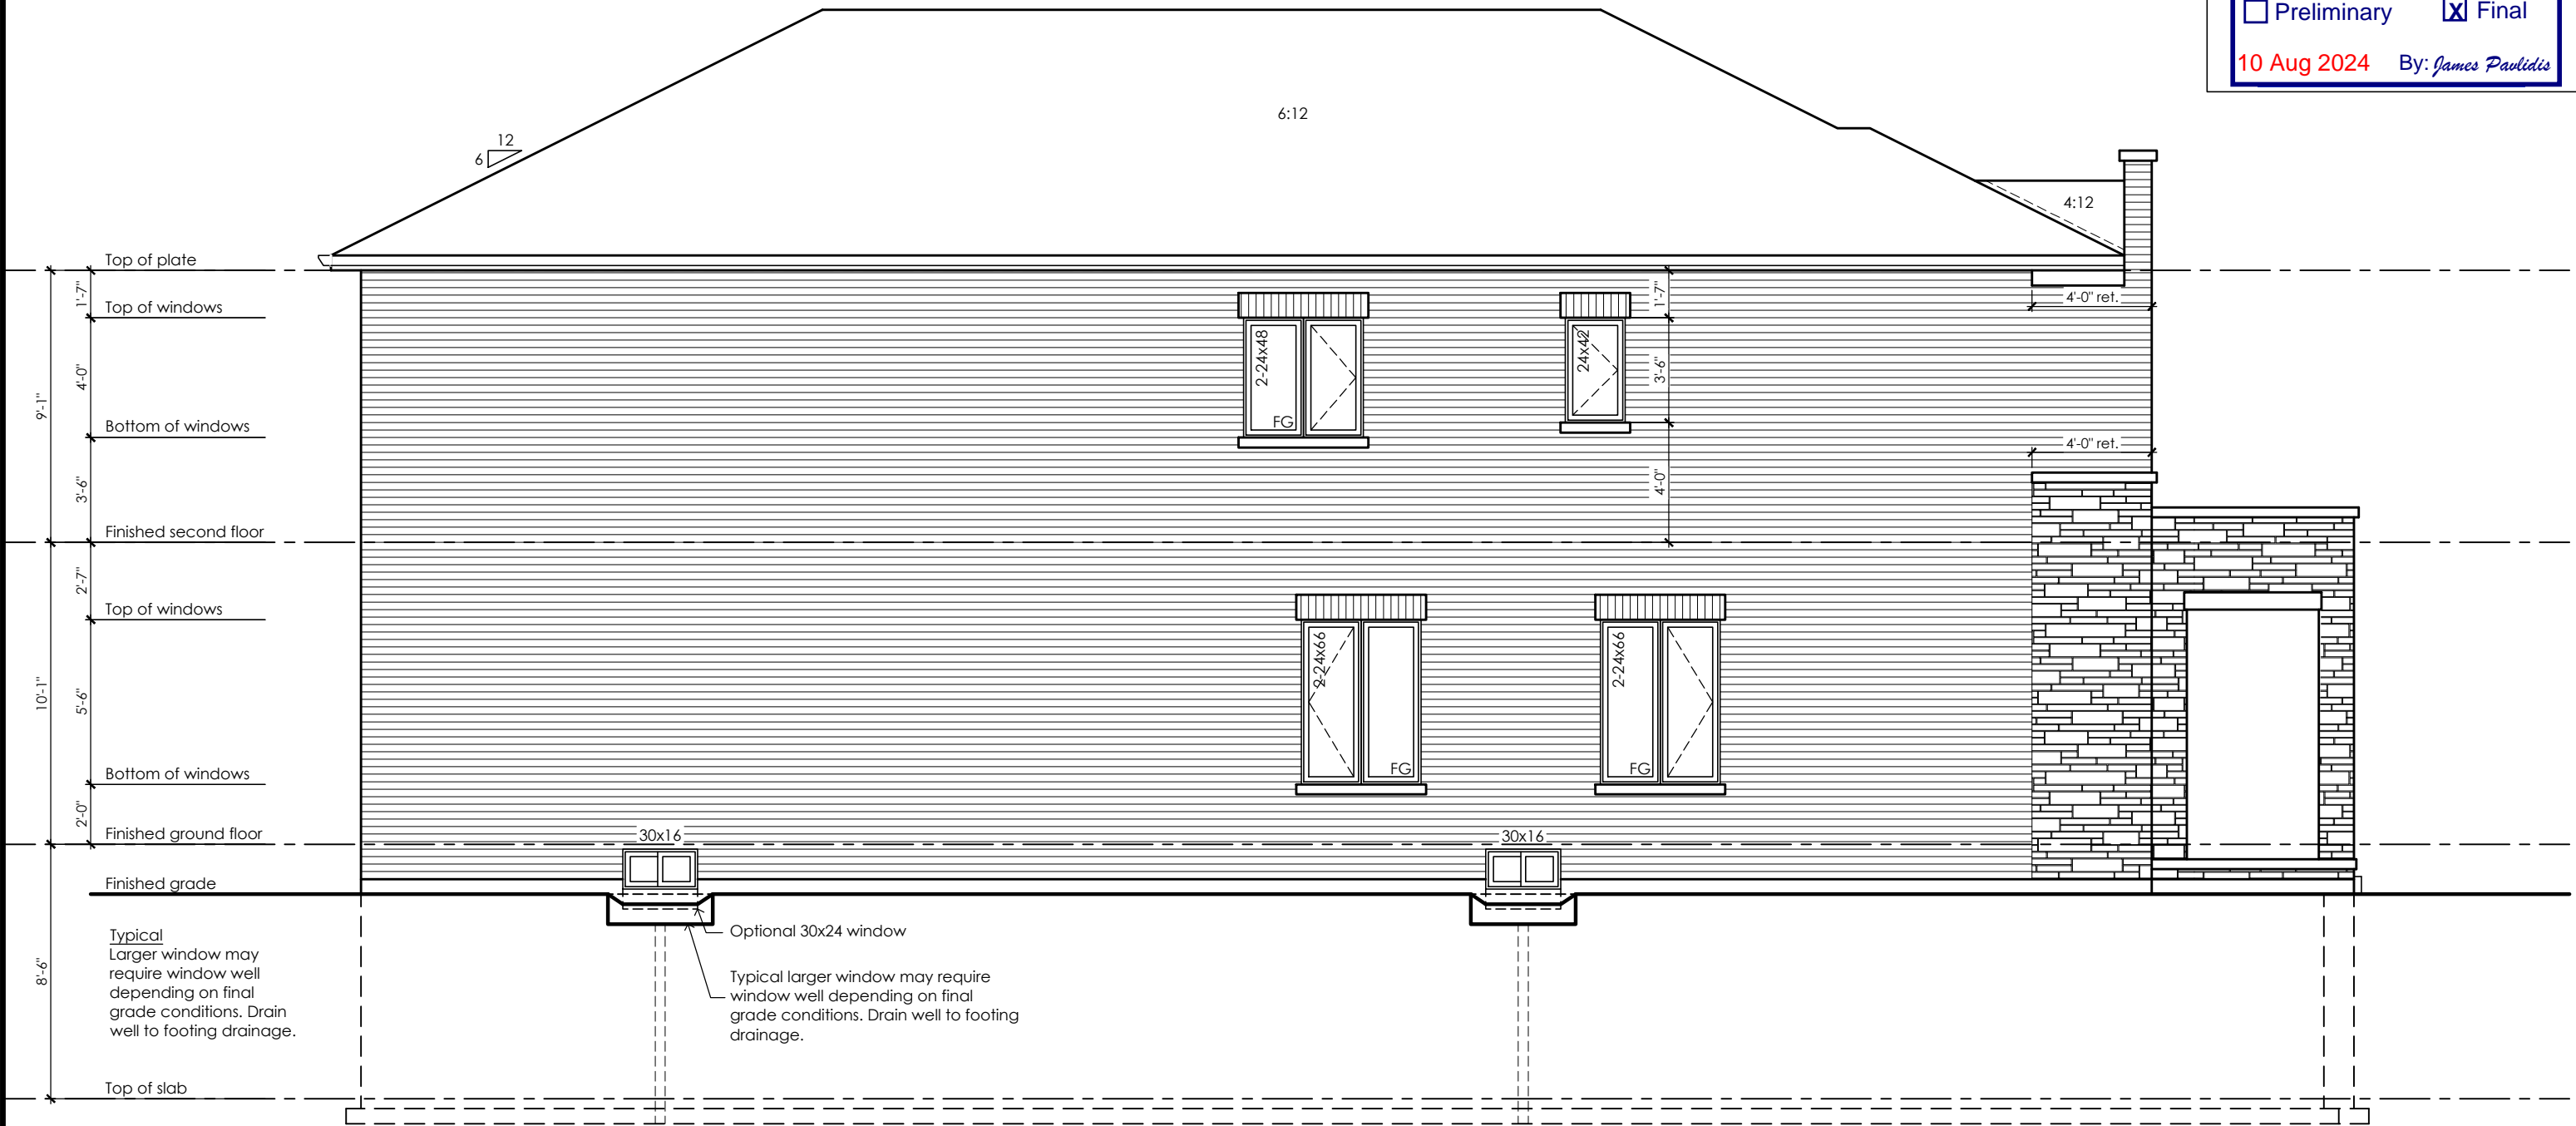 Preliminary
X Final
10 Aug 2024 By: James Pavlidis
6:12
12
6
4:12
Top of plate
1'-7"
Top of windows
4'-0"
9'-1"
Bottom of windows
3'-6"
Finished second floor
2'-7"
Top of windows
5'-6"
10'-1"
Bottom of windows
2'-0"
Finished ground floor
Finished grade
8'-6"
Top of slab
2-24x48
FG
24x42
1'-7"
3'-6"
4'-0"
4'-0" ret.
4'-0" ret.
2-24x66
FG
2-24x66
FG
30x16
30x16
Typical
Larger window may
require window well
depending on final
grade conditions. Drain
well to footing drainage.
Optional 30x24 window
Typical larger window may require
window well depending on final
grade conditions. Drain well to footing
drainage.